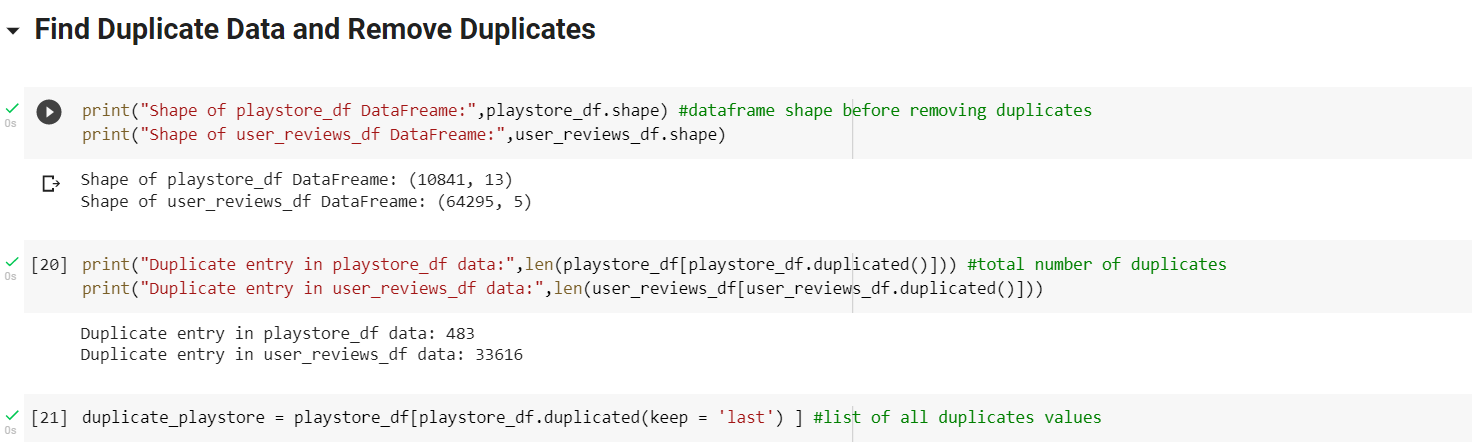 Find Duplicate Data and Remove Duplicates
print("Shape of playstore_df DataFreame:",playstore_df.shape) #dataframe shape before removing duplicates
0s
print("Shape of user_reviews_df DataFreame:",user_reviews_df.shape)
Shape of playstore_df DataFreame: (10841, 13)
Shape of user_reviews_df DataFreame: (64295, 5)
[20] print("Duplicate entry in playstore_df data:",len(playstore_df[playstore_df.duplicated()])) #total number of duplicates
0s
print("Duplicate entry in user_reviews_df data:",len(user_reviews_df[user_reviews_df.duplicated()]))
Duplicate entry in playstore_df data: 483
Duplicate entry in user_reviews_df data: 33616
[21] duplicate_playstore = playstore_df[playstore_df.duplicated(keep = 'last') ] #list of all duplicates values
0s